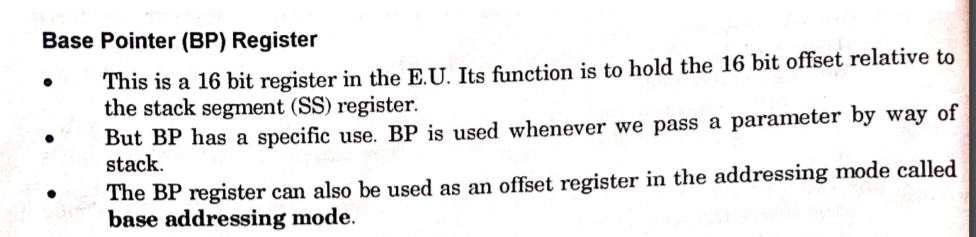 Base Pointer (BP) Register
• This is a 16 bit register in the E.U. Its function is to hold the 16 bit offset relative to
the stack segment (SS) register.
• But BP has a specific use. BP is used whenever we pass a parameter by way of
stack.
• The BP register can also be used as an offset register in the addressing mode called
base addressing mode.